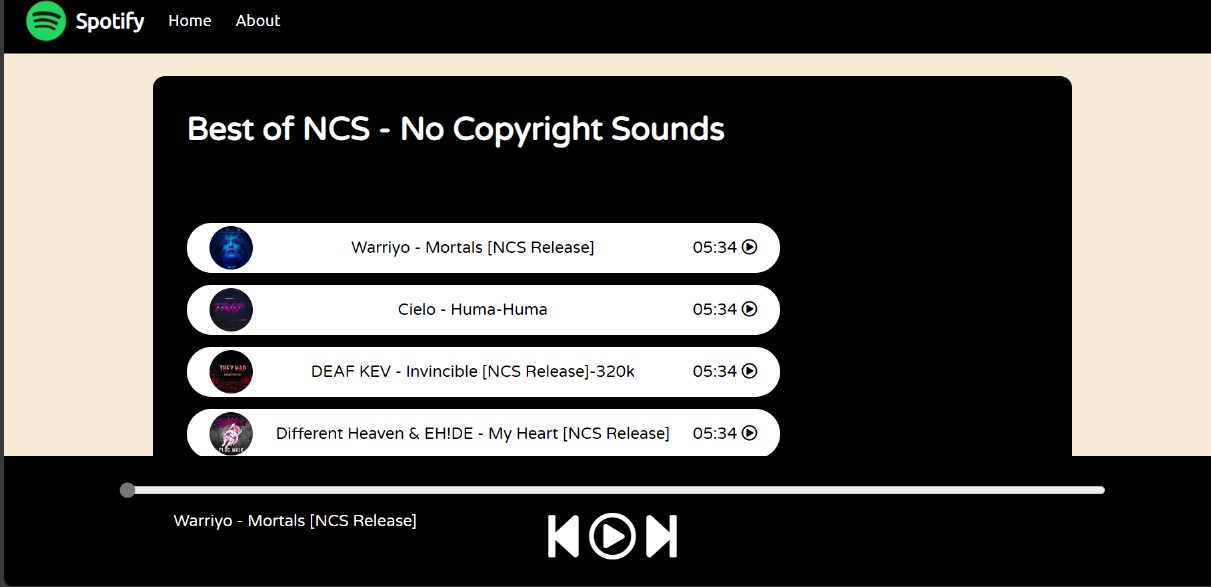 Spotify Home About
Best of NCS - No Copyright Sounds
Warriyo - Mortals [NCS Release] 05:34
Cielo - Huma-Huma 05:34
DEAF KEV - Invincible [NCS Release]-320k 05:34
Different Heaven & EH!DE - My Heart [NCS Release] 05:34
Warriyo - Mortals [NCS Release]